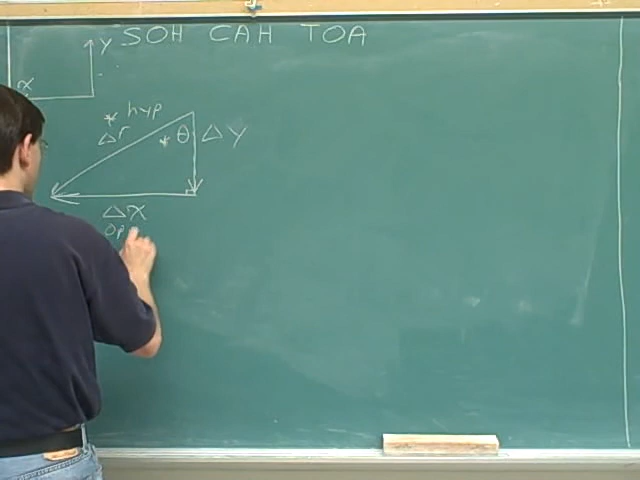 SOH CAH TOA
Y
x
* hyp
Δr
* θ
ΔY
Δx
Op